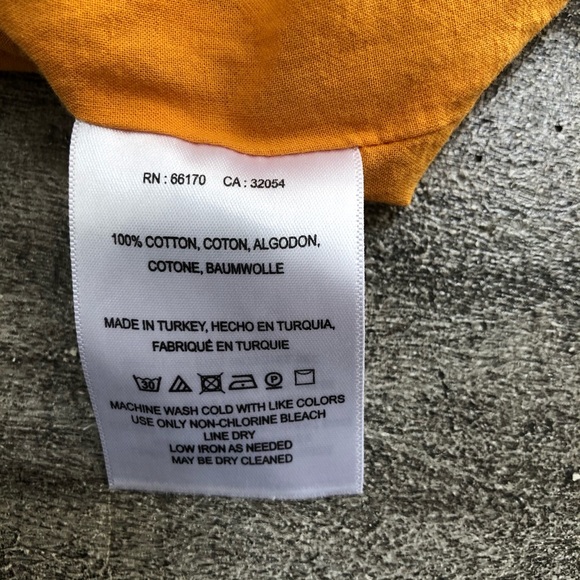 RN : 66170 CA : 32054
100% COTTON, COTON, ALGODON,
COTONE, BAUMWOLLE
MADE IN TURKEY, HECHO EN TURQUIA,
FABRIQUÉ EN TURQUIE
30 P
MACHINE WASH COLD WITH LIKE COLORS
USE ONLY NON-CHLORINE BLEACH
LINE DRY
LOW IRON AS NEEDED
MAY BE DRY CLEANED